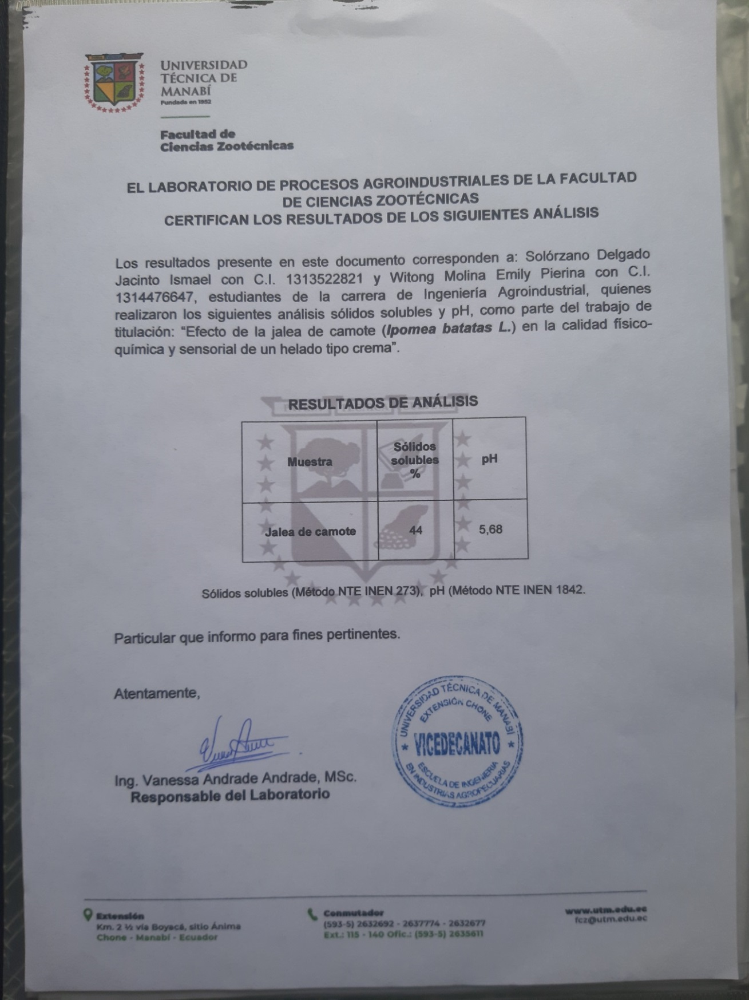 UNIVERSIDAD
TÉCNICA DE
MANABÍ
Fundada en 1952
Facultad de
Ciencias Zootécnicas
EL LABORATORIO DE PROCESOS AGROINDUSTRIALES DE LA FACULTAD
DE CIENCIAS ZOOTÉCNICAS
CERTIFICAN LOS RESULTADOS DE LOS SIGUIENTES ANÁLISIS
Los resultados presente en este documento corresponden a: Solórzano Delgado
Jacinto Ismael con C.I. 1313522821 y Witong Molina Emily Pierina con C.I.
1314476647, estudiantes de la carrera de Ingeniería Agroindustrial, quienes
realizaron los siguientes análisis sólidos solubles y pH, como parte del trabajo de
titulación: “Efecto de la jalea de camote (Ipomea batatas L.) en la calidad físico-
química y sensorial de un helado tipo crema”.
RESULTADOS DE ANÁLISIS
Muestra
Sólidos
solubles
%
pH
Jalea de camote
44
5,68
Sólidos solubles (Método NTE INEN 273), pH (Método NTE INEN 1842.
Particular que informo para fines pertinentes.
Atentamente,
UNIVERSIDAD TÉCNICA DE MANABÍ
EXTENSIÓN CHONE
VICEDECANATO
ESCUELA DE INGENIERIA
EN INDUSTRIAS AGROPECUARIAS
Ing. Vanessa Andrade Andrade, MSc.
Responsable del Laboratorio
Extensión
Km. 2 ½ vía Boyacá, sitio Ánima
Chone - Manabí - Ecuador
Conmutador
(593-5) 2632692 - 2637774 - 2632677
Ext.: 115 - 140 Ofic.: (593-5) 2635611
www.utm.edu.ec
fcz@utm.edu.ec